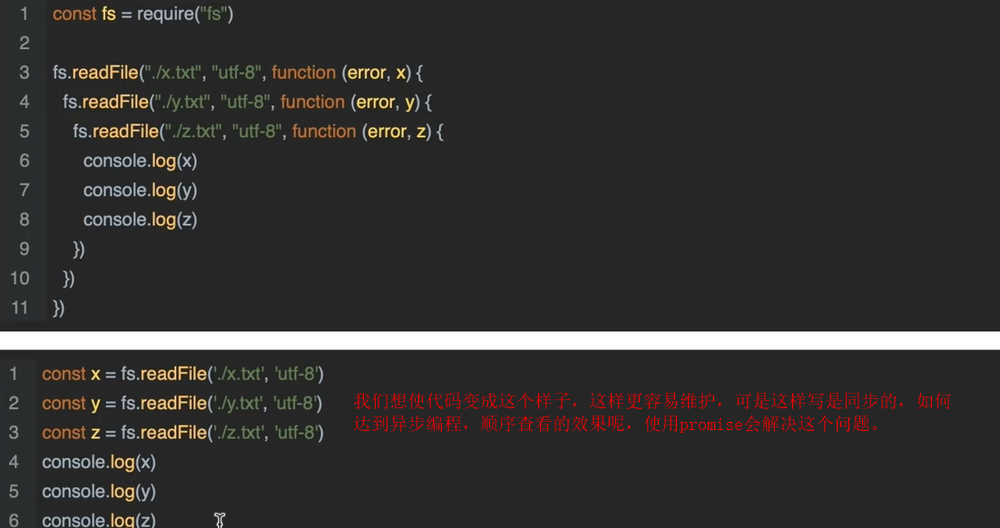 1 const fs = require("fs")
2
3 fs.readFile("./x.txt", "utf-8", function (error, x) {
4 fs.readFile("./y.txt", "utf-8", function (error, y) {
5 fs.readFile("./z.txt", "utf-8", function (error, z) {
6 console.log(x)
7 console.log(y)
8 console.log(z)
9 })
10 })
11 })
1 const x = fs.readFile('./x.txt', 'utf-8')
2 const y = fs.readFile('./y.txt', 'utf-8')
3 const z = fs.readFile('./z.txt', 'utf-8')
我们想使代码变成这个样子，这样更容易维护，可是这样写是同步的，如何
达到异步编程，顺序查看的效果呢，使用promise会解决这个问题。
4 console.log(x)
5 console.log(y)
6 console.log(z)